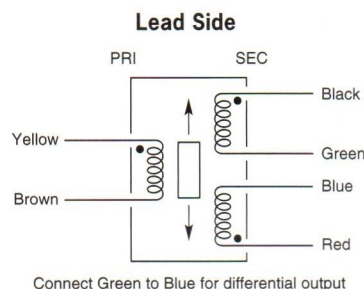 Lead Side
PRI SEC
Black
Yellow
Green
Blue
Brown
Red
Connect Green to Blue for differential output